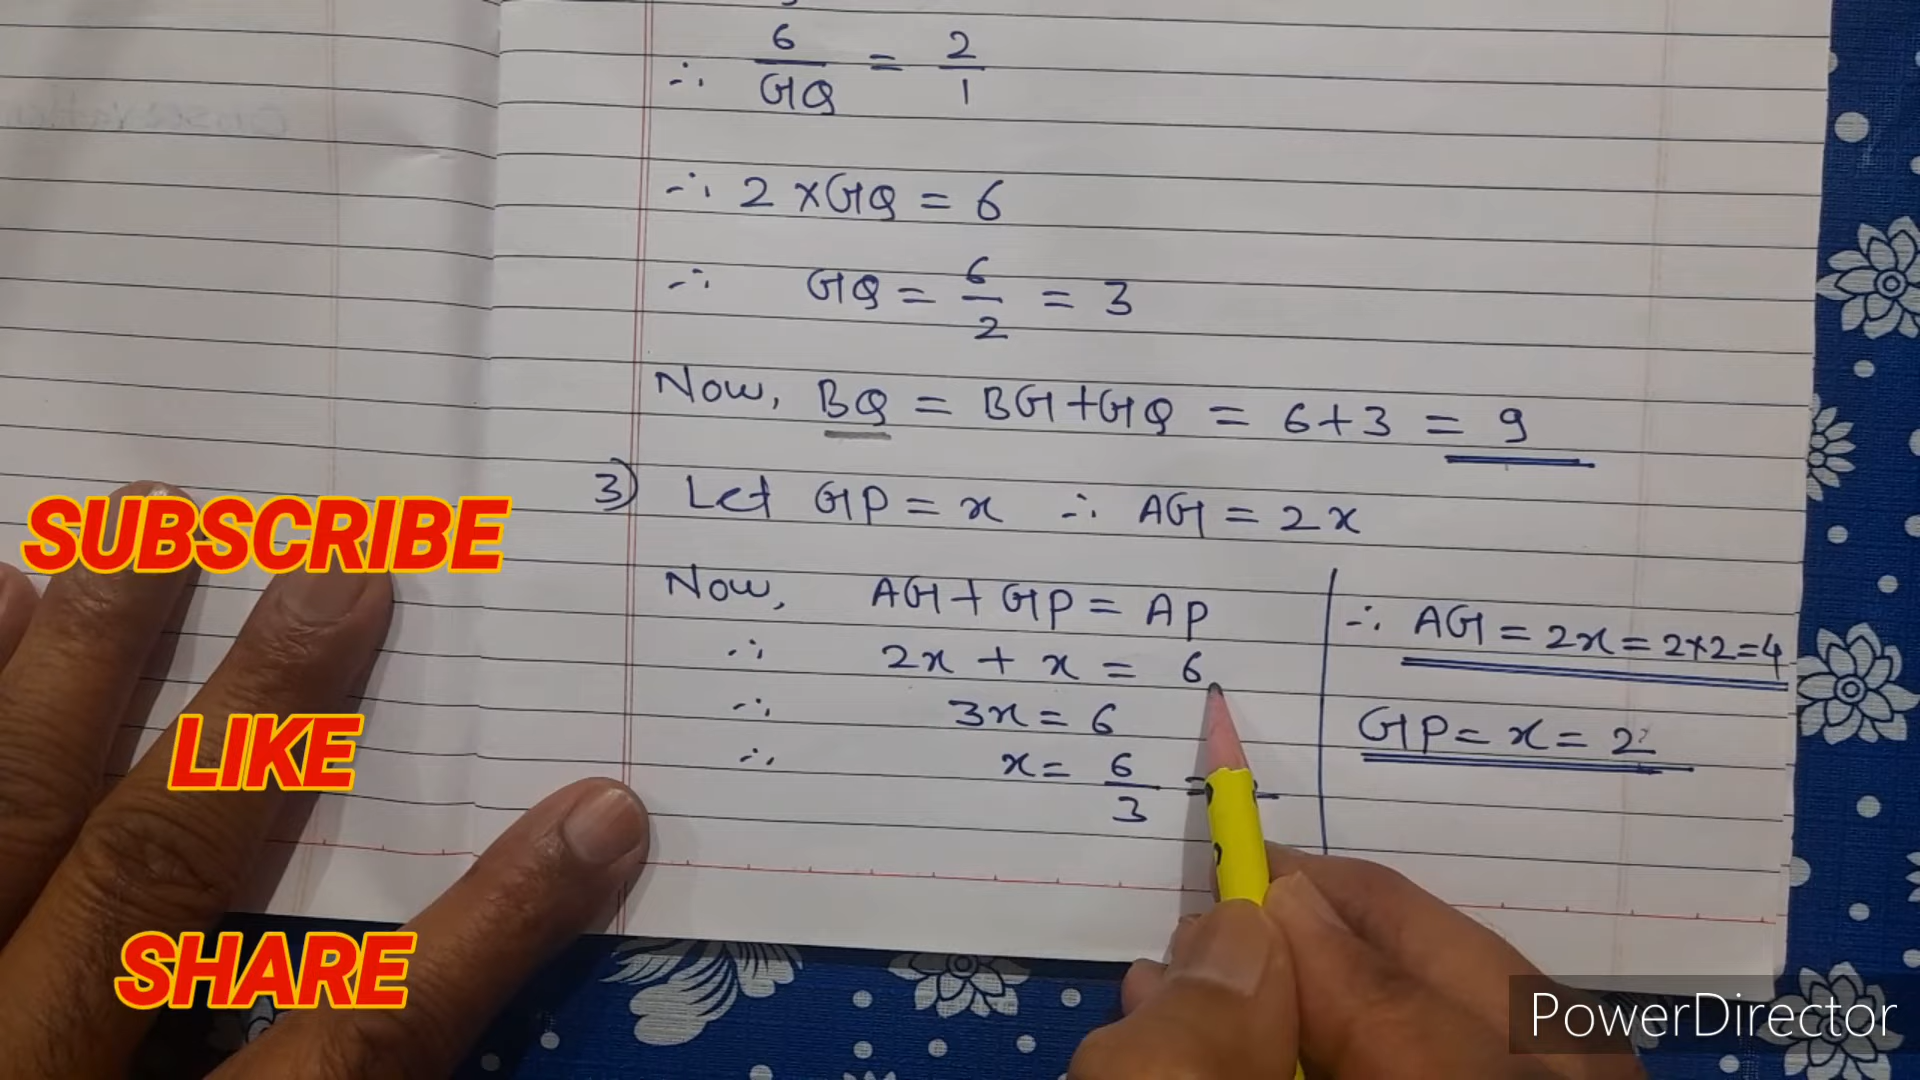 ∴ 6/GQ = 2/1
∴ 2 × GQ = 6
∴ GQ = 6/2 = 3
Now, BQ = BG + GQ = 6 + 3 = 9
3) Let GP = x ∴ AG = 2x
Now, AG + GP = AP
∴ 2x + x = 6
∴ 3x = 6
∴ x = 6/3 =
∴ AG = 2x = 2×2 = 4
GP = x = 2
SUBSCRIBE
LIKE
SHARE
PowerDirector